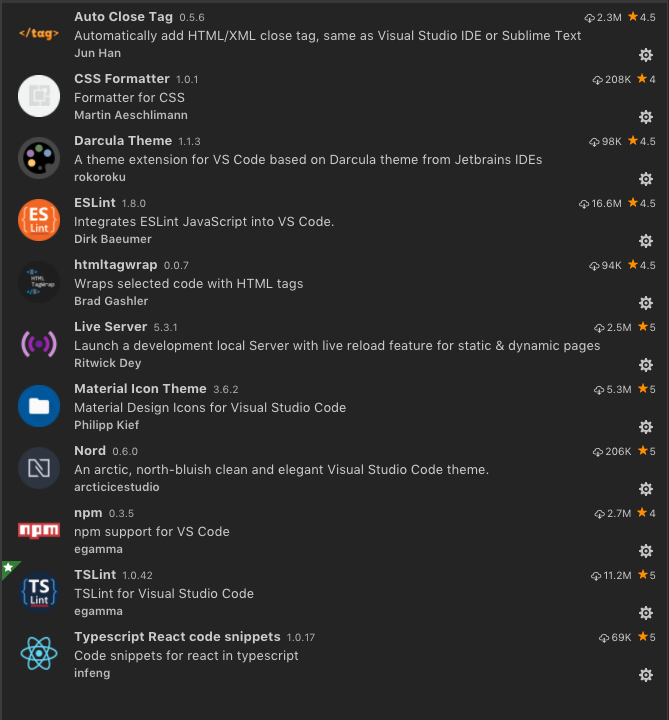 </tag>
Auto Close Tag 0.5.6 2.3M 4.5
Automatically add HTML/XML close tag, same as Visual Studio IDE or Sublime Text
Jun Han
CSS Formatter 1.0.1 208K 4
Formatter for CSS
Martin Aeschlimann
Darcula Theme 1.1.3 98K 4.5
A theme extension for VS Code based on Darcula theme from Jetbrains IDEs
rokoroku
{ES}
Lint
ESLint 1.8.0 16.6M 4.5
Integrates ESLint JavaScript into VS Code.
Dirk Baeumer
HTML
TagWrap
htmltagwrap 0.0.7 94K 4.5
Wraps selected code with HTML tags
Brad Gashler
Live Server 5.3.1 2.5M 5
Launch a development local Server with live reload feature for static & dynamic pages
Ritwick Dey
Material Icon Theme 3.6.2 5.3M 5
Material Design Icons for Visual Studio Code
Philipp Kief
N
Nord 0.6.0 206K 5
An arctic, north-bluish clean and elegant Visual Studio Code theme.
arcticicestudio
npm
npm 0.3.5 2.7M 4
npm support for VS Code
egamma
{TS}
Lint
TSLint 1.0.42 11.2M 5
TSLint for Visual Studio Code
egamma
Typescript React code snippets 1.0.17 69K 5
Code snippets for react in typescript
infeng